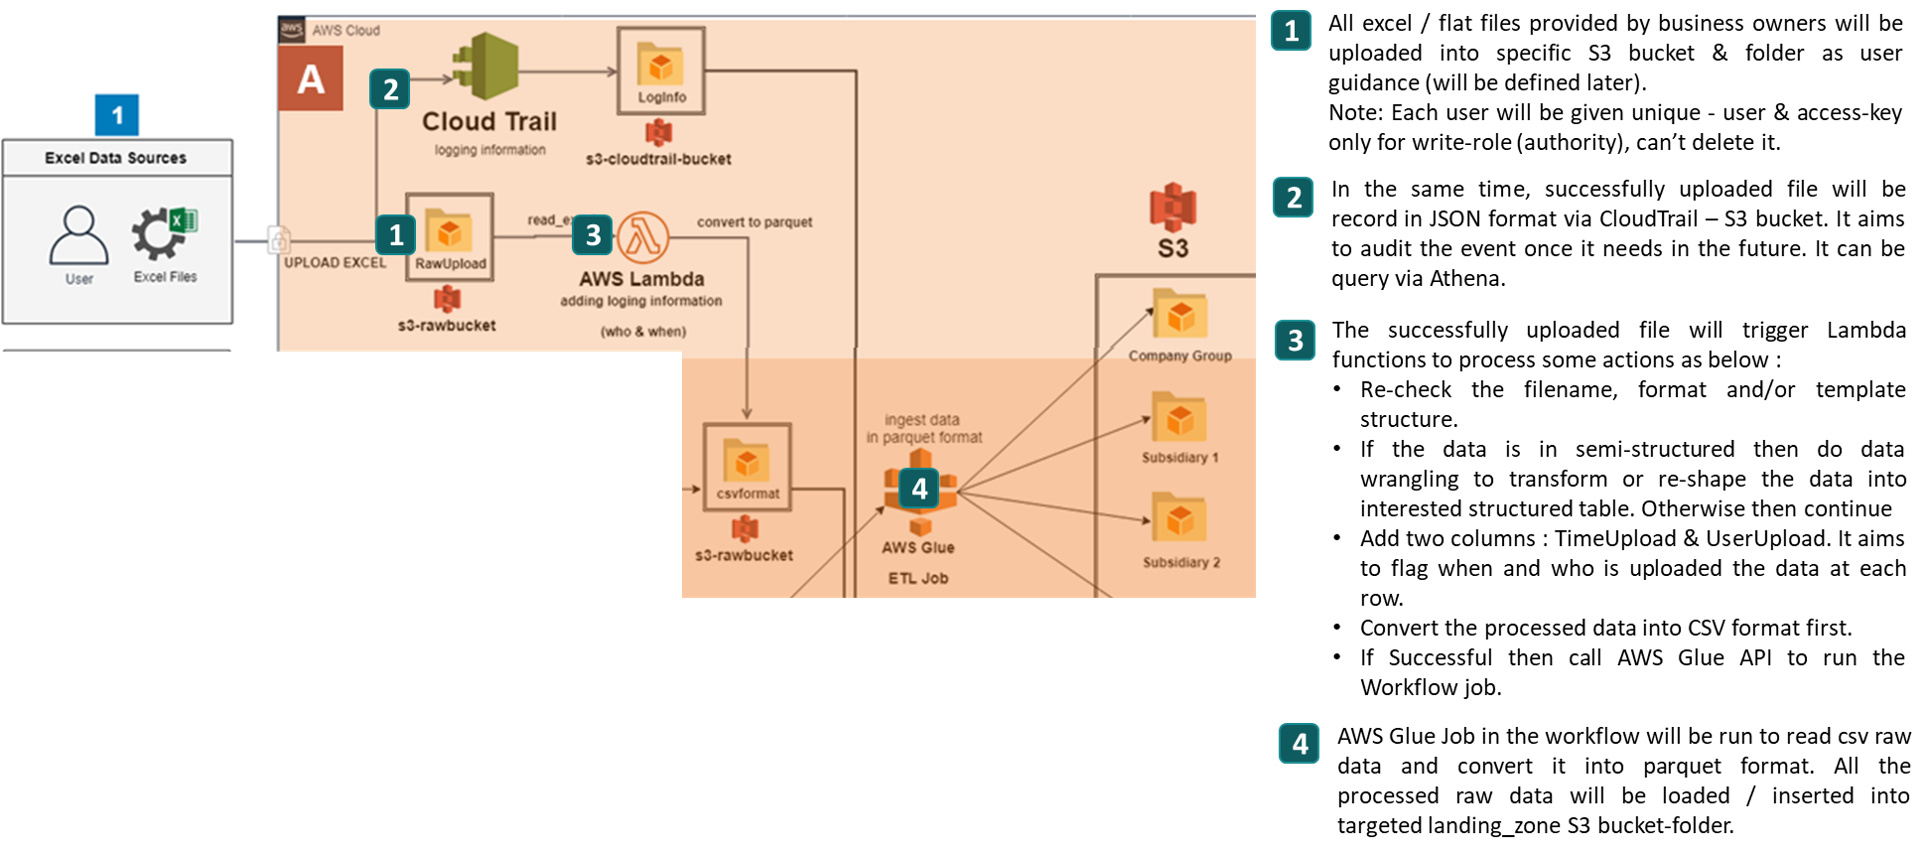 aws AWS Cloud
A
1
Excel Data Sources
User
Excel Files
UPLOAD EXCEL
2
Cloud Trail
logging information
LogInfo
s3-cloudtrail-bucket
1
RawUpload
s3-rawbucket
3
convert to parquet
AWS Lambda
adding loging information
(who & when)
S3
Company Group
Subsidiary 1
Subsidiary 2
csvformat
s3-rawbucket
ingest data
in parquet format
4
AWS Glue
ETL Job
1
All excel / flat files provided by business owners will be
uploaded into specific S3 bucket & folder as user
guidance (will be defined later).
Note: Each user will be given unique - user & access-key
only for write-role (authority), can’t delete it.
2
In the same time, successfully uploaded file will be
record in JSON format via CloudTrail – S3 bucket. It aims
to audit the event once it needs in the future. It can be
query via Athena.
3
The successfully uploaded file will trigger Lambda
functions to process some actions as below :
• Re-check the filename, format and/or template
structure.
• If the data is in semi-structured then do data
wrangling to transform or re-shape the data into
interested structured table. Otherwise then continue
• Add two columns : TimeUpload & UserUpload. It aims
to flag when and who is uploaded the data at each
row.
• Convert the processed data into CSV format first.
• If Successful then call AWS Glue API to run the
Workflow job.
4
AWS Glue Job in the workflow will be run to read csv raw
data and convert it into parquet format. All the
processed raw data will be loaded / inserted into
targeted landing_zone S3 bucket-folder.